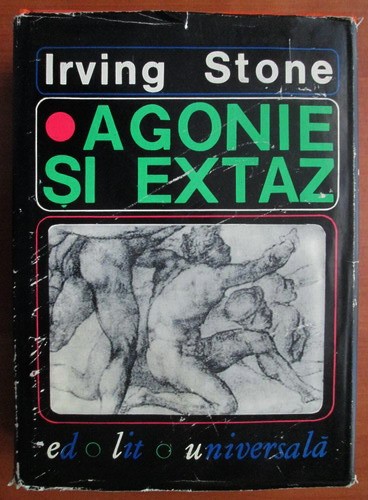 Irving Stone
AGONIE
ȘI EXTAZ
ed lit universală